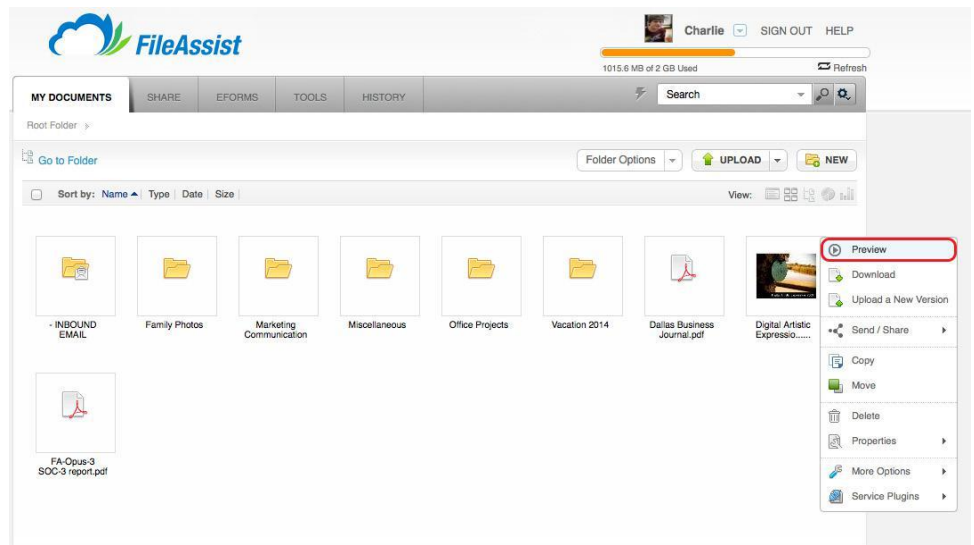 FileAssist
Charlie SIGN OUT HELP
1015.6 MB of 2 GB Used Refresh
MY DOCUMENTS SHARE EFORMS TOOLS HISTORY Search
Root Folder
Go to Folder Folder Options UPLOAD NEW
Sort by: Name Type Date Size View:
- INBOUND
EMAIL
Family Photos
Marketing
Communication
Miscellaneous
Office Projects
Vacation 2014
Dallas Business
Journal.pdf
Digital Artistic
Expressio......
FA-Opus-3
SOC-3 report.pdf
Preview
Download
Upload a New Version
Send / Share
Copy
Move
Delete
Properties
More Options
Service Plugins